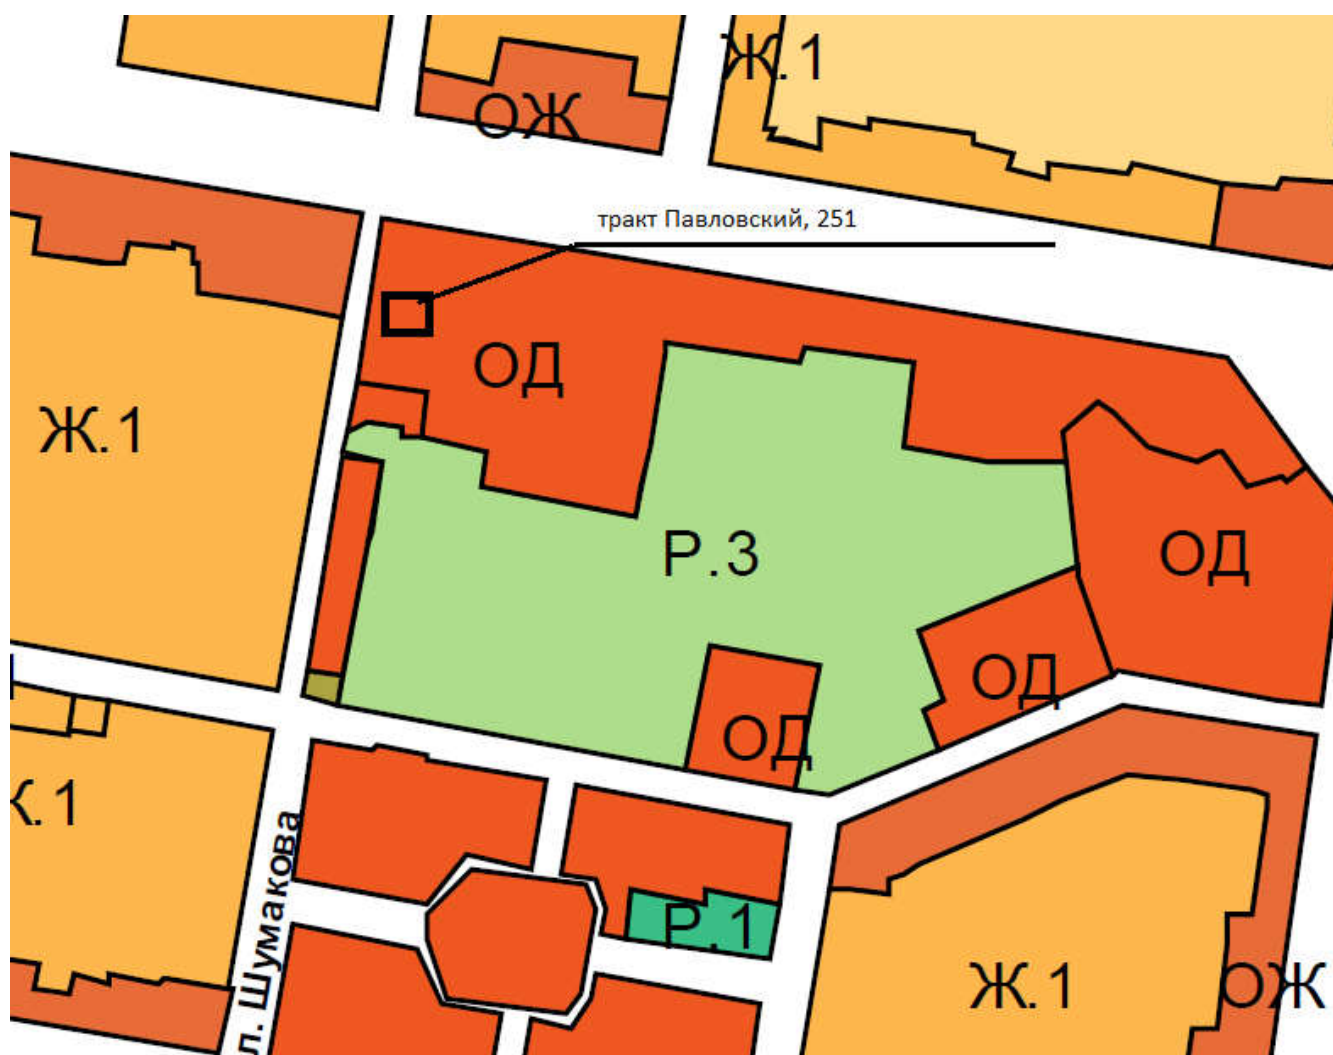 Ж.1
ОЖ
тракт Павловский, 251
ОД
Ж.1
Р.3
ОД
ОД
ОД
Ж.1
л. Шумакова
Р.1
Ж.1
ОЖ